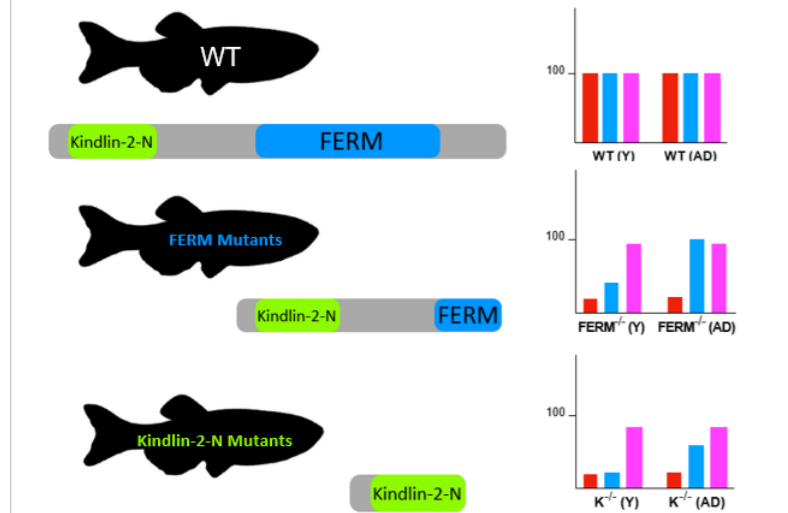 WT
100
Kindlin-2-N FERM
WT (Y) WT (AD)
FERM Mutants
100
Kindlin-2-N FERM
FERM-/- (Y) FERM-/- (AD)
100
Kindlin-2-N Mutants
Kindlin-2-N
K-/- (Y) K-/- (AD)